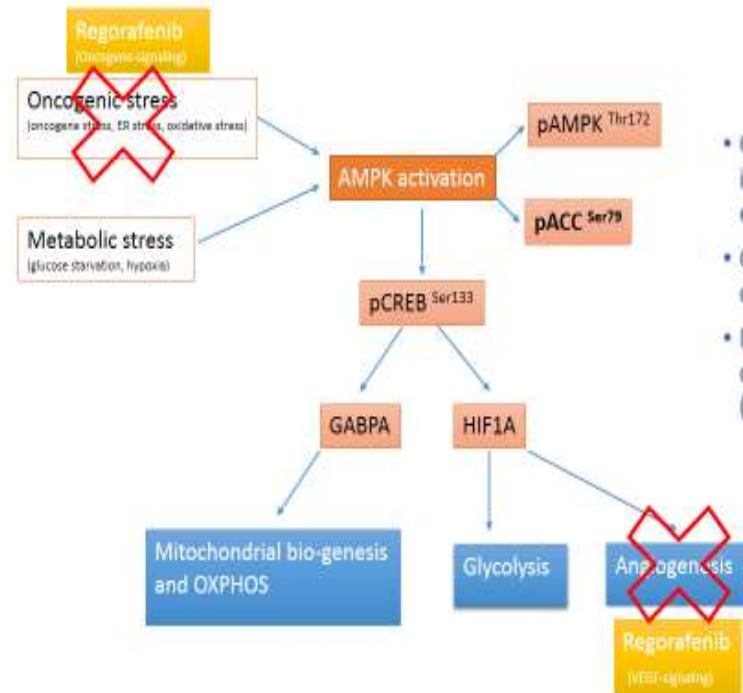 Regorafenib
(Oncogene-signaling)
Oncogenic stress
(oncogene stress, ER stress, oxidative stress)
Metabolic stress
(glucose starvation, hypoxia)
AMPK activation
pAMPK Thr172
pACC Ser79
pCREB Ser133
GABPA
HIF1A
Mitochondrial bio-genesis
and OXPHOS
Glycolysis
Angiogenesis
Regorafenib
(VEGF-signaling)